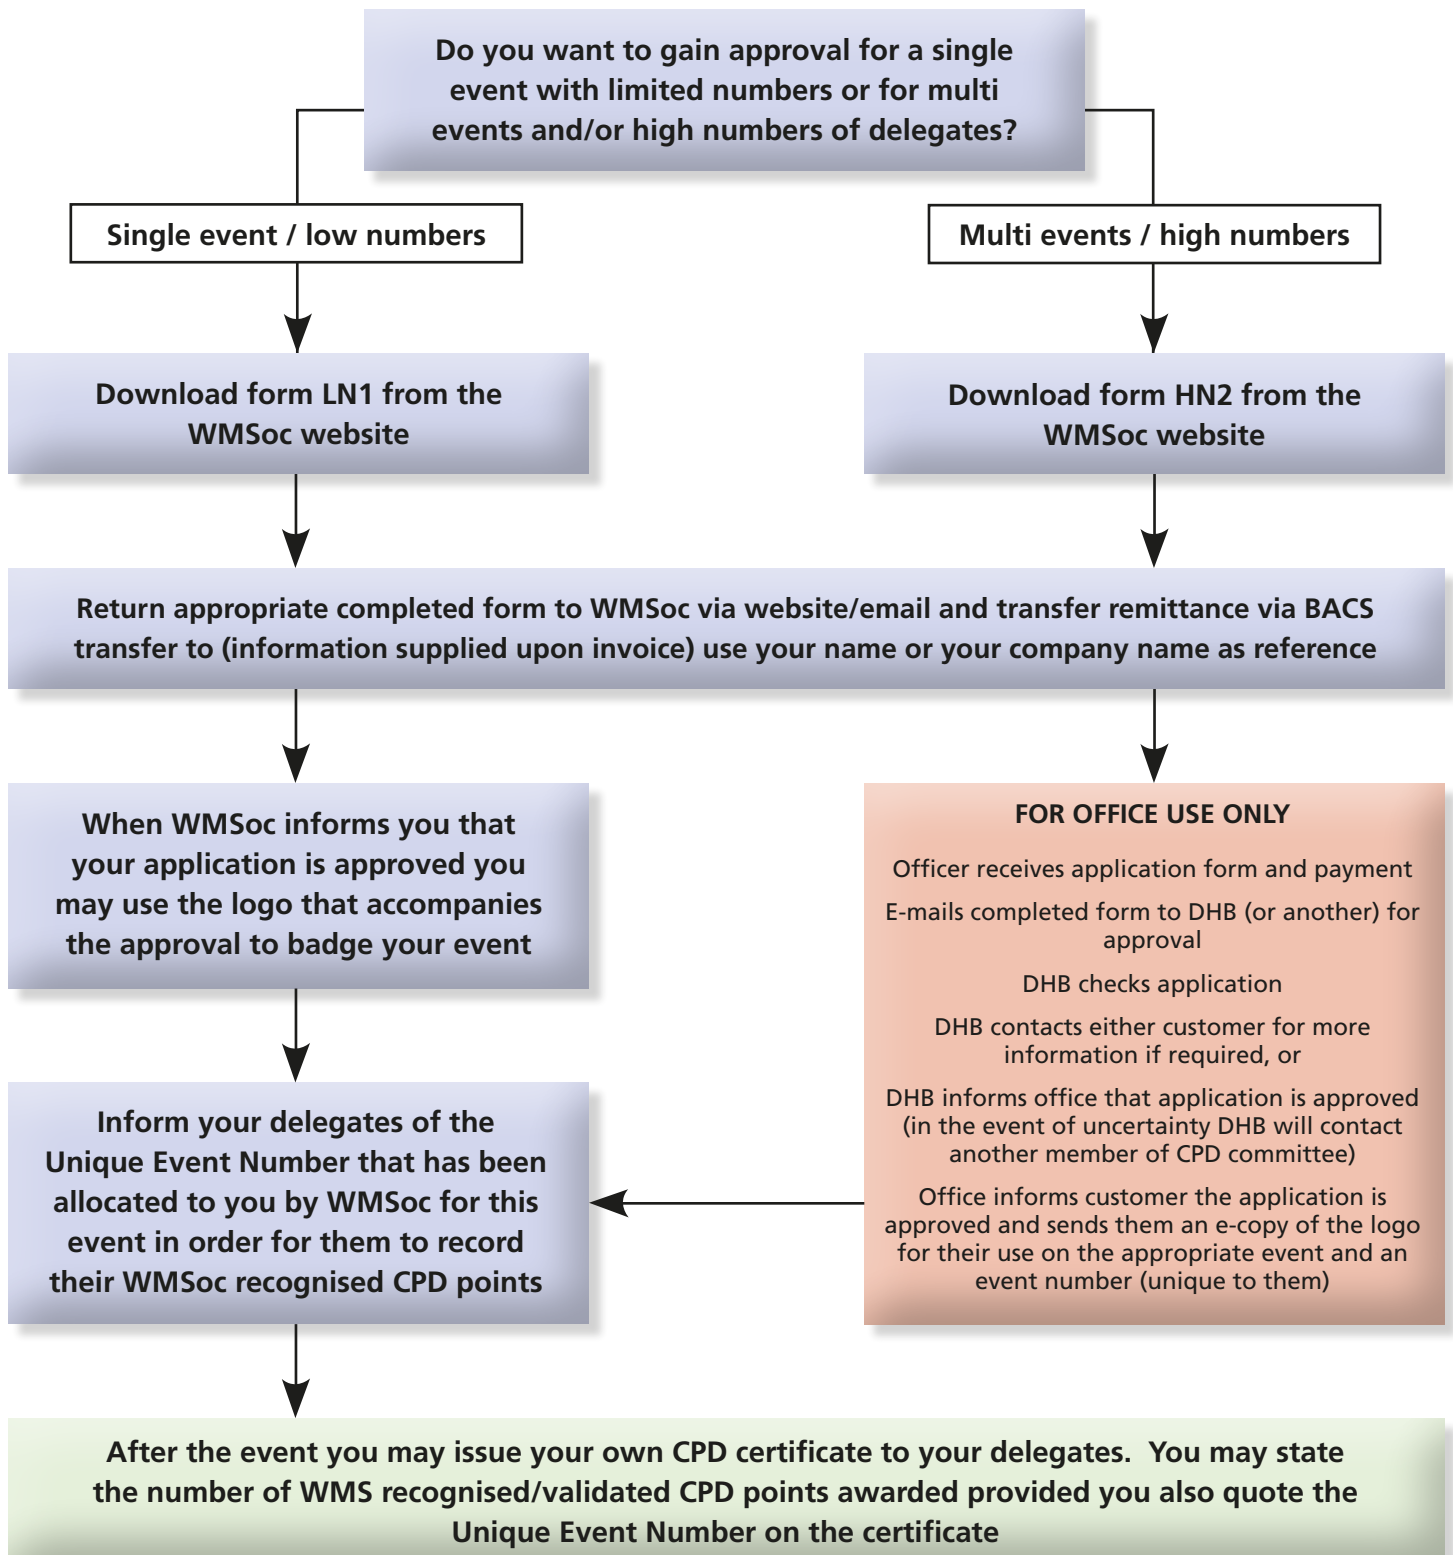 Do you want to gain approval for a single
event with limited numbers or for multi
events and/or high numbers of delegates?
Single event / low numbers
Multi events / high numbers
Download form LN1 from the
WMSoc website
Download form HN2 from the
WMSoc website
Return appropriate completed form to WMSoc via website/email and transfer remittance via BACS
transfer to (information supplied upon invoice) use your name or your company name as reference
When WMSoc informs you that
your application is approved you
may use the logo that accompanies
the approval to badge your event
FOR OFFICE USE ONLY
Officer receives application form and payment
E-mails completed form to DHB (or another) for
approval
DHB checks application
DHB contacts either customer for more
information if required, or
DHB informs office that application is approved
(in the event of uncertainty DHB will contact
another member of CPD committee)
Office informs customer the application is
approved and sends them an e-copy of the logo
for their use on the appropriate event and an
event number (unique to them)
Inform your delegates of the
Unique Event Number that has been
allocated to you by WMSoc for this
event in order for them to record
their WMSoc recognised CPD points
After the event you may issue your own CPD certificate to your delegates.  You may state
the number of WMS recognised/validated CPD points awarded provided you also quote the
Unique Event Number on the certificate